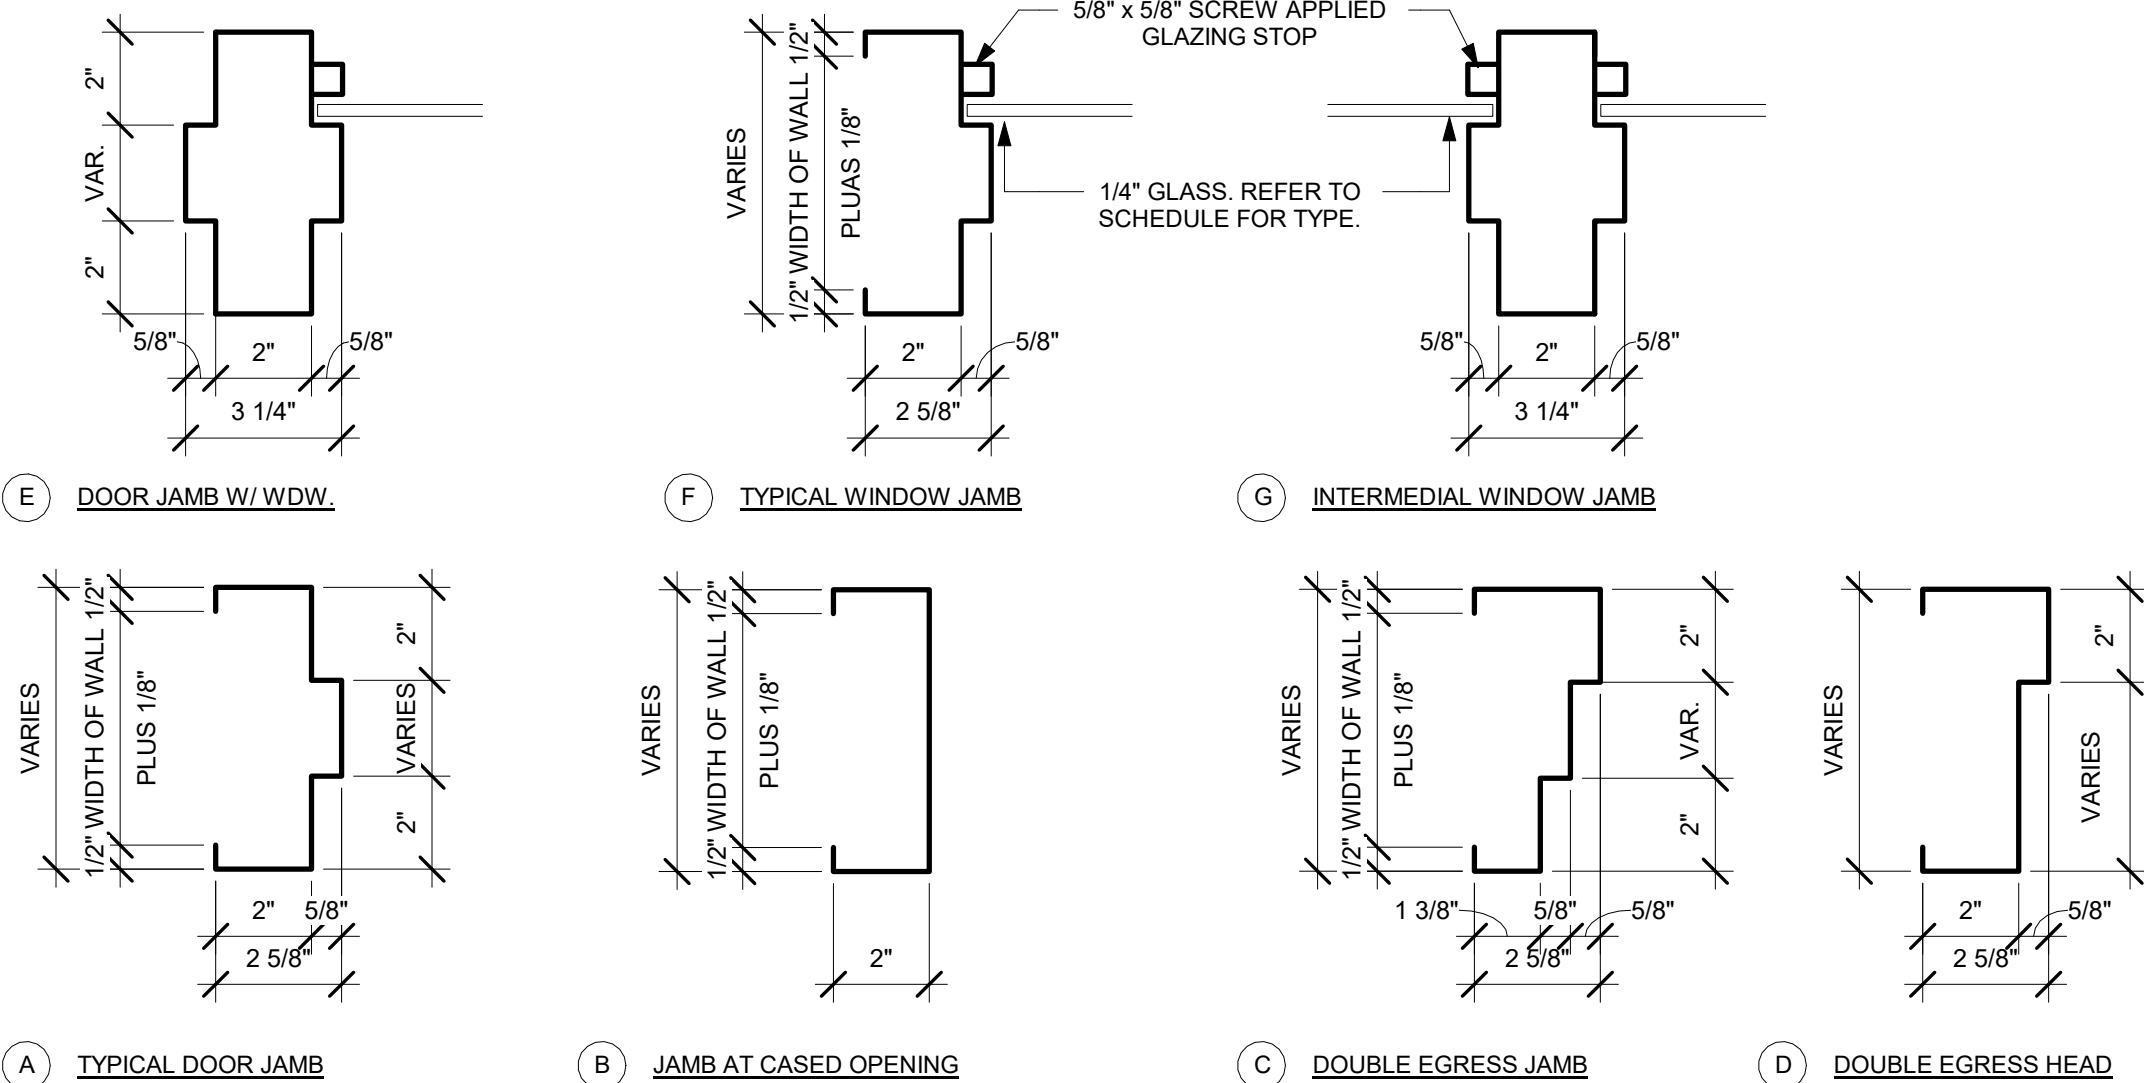 5/8" x 5/8" SCREW APPLIED
GLAZING STOP
2"
VAR.
2"
5/8"
2"
5/8"
3 1/4"
E DOOR JAMB W/ WDW.
VARIES
1/2" WIDTH OF WALL 1/2"
PLUAS 1/8"
1/4" GLASS. REFER TO
SCHEDULE FOR TYPE.
2"
5/8"
2 5/8"
F TYPICAL WINDOW JAMB
5/8"
2"
5/8"
3 1/4"
G INTERMEDIAL WINDOW JAMB
VARIES
1/2" WIDTH OF WALL 1/2"
PLUS 1/8"
2"
VARIES
2"
2"
5/8"
2 5/8"
A TYPICAL DOOR JAMB
VARIES
1/2" WIDTH OF WALL 1/2"
PLUS 1/8"
2"
B JAMB AT CASED OPENING
VARIES
1/2" WIDTH OF WALL 1/2"
PLUS 1/8"
2"
VAR.
2"
1 3/8"
5/8"
5/8"
2 5/8"
C DOUBLE EGRESS JAMB
VARIES
2"
VARIES
2"
5/8"
2 5/8"
D DOUBLE EGRESS HEAD